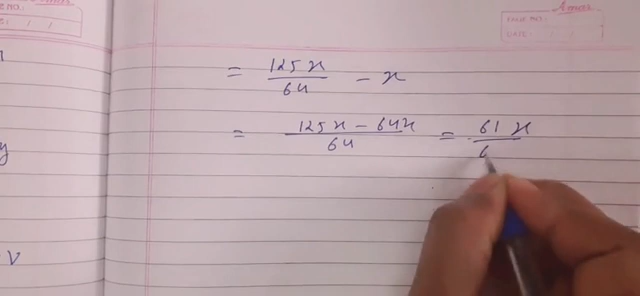 = 125x/64 - x
y
= 125x - 64x / 64 = 61x/6
V